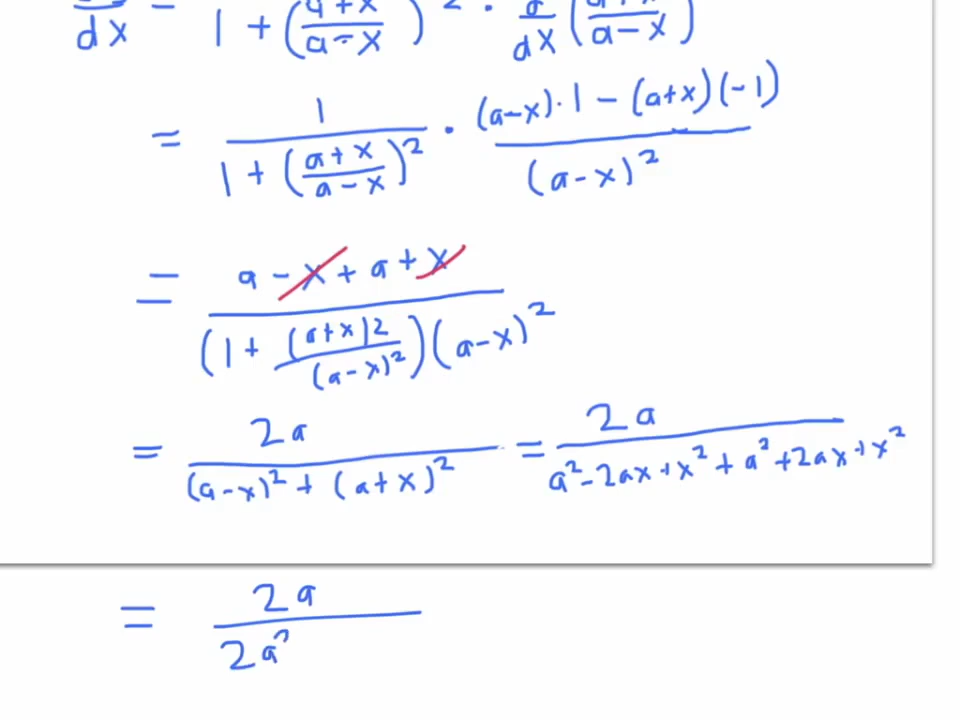 dx = 1 + (a+x / a-x)² · d/dx (a+x / a-x)
= 1 / 1 + (a+x / a-x)² · (a-x)·1 - (a+x)(-1) / (a-x)²
= a - x + a + x / (1 + (a+x)2 / (a-x)²)(a-x)²
= 2a / (a-x)² + (a+x)² = 2a / a²-2ax+x²+a²+2ax+x²
= 2a / 2a²